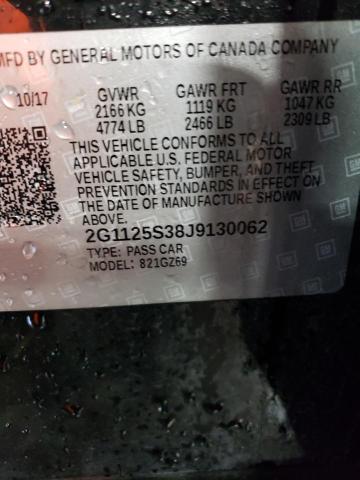 MFD BY GENERAL MOTORS OF CANADA COMPANY
10/17 GVWR GAWR FRT GAWR RR
2166 KG 1119 KG 1047 KG
4774 LB 2466 LB 2309 LB
THIS VEHICLE CONFORMS TO ALL
APPLICABLE U.S. FEDERAL MOTOR
VEHICLE SAFETY, BUMPER, AND THEFT
PREVENTION STANDARDS IN EFFECT ON
THE DATE OF MANUFACTURE SHOWN
ABOVE.
2G1125S38J9130062
TYPE: PASS CAR
MODEL: 821GZ69